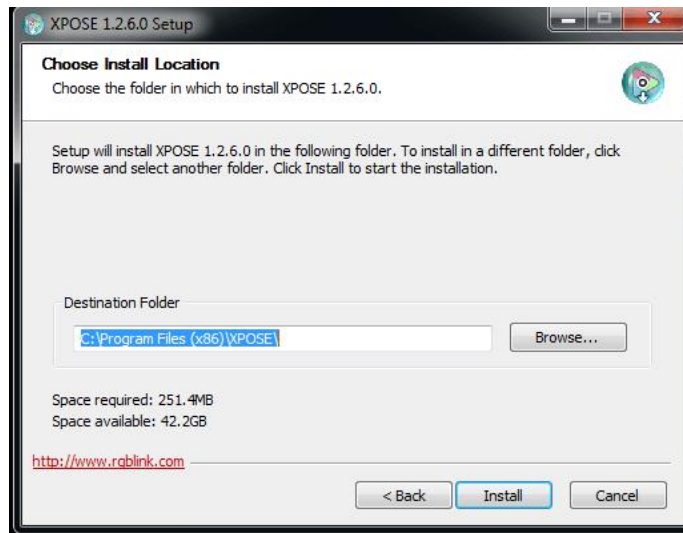 XPOSE 1.2.6.0 Setup
Choose Install Location
Choose the folder in which to install XPOSE 1.2.6.0.
Setup will install XPOSE 1.2.6.0 in the following folder. To install in a different folder, click
Browse and select another folder. Click Install to start the installation.
Destination Folder
C:\Program Files (x86)\XPOSE\
Browse...
Space required: 251.4MB
Space available: 42.2GB
http://www.rgblink.com
< Back
Install
Cancel